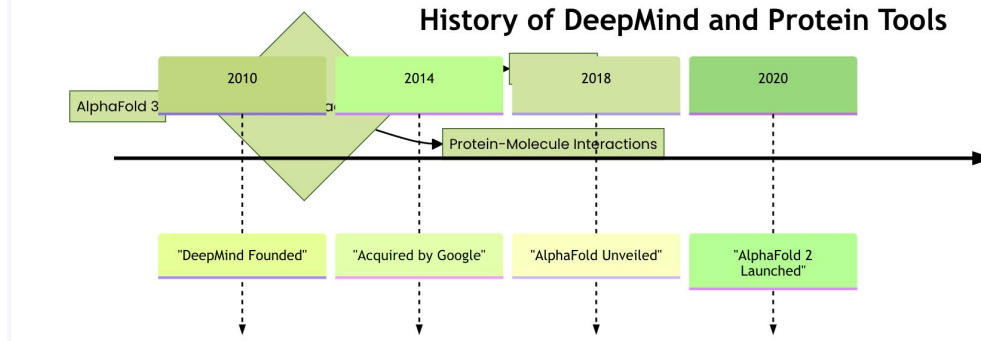 History of DeepMind and Protein Tools
2010
2014
2018
2020
AlphaFold 3
Protein-Molecule Interactions
"DeepMind Founded"
"Acquired by Google"
"AlphaFold Unveiled"
"AlphaFold 2
Launched"